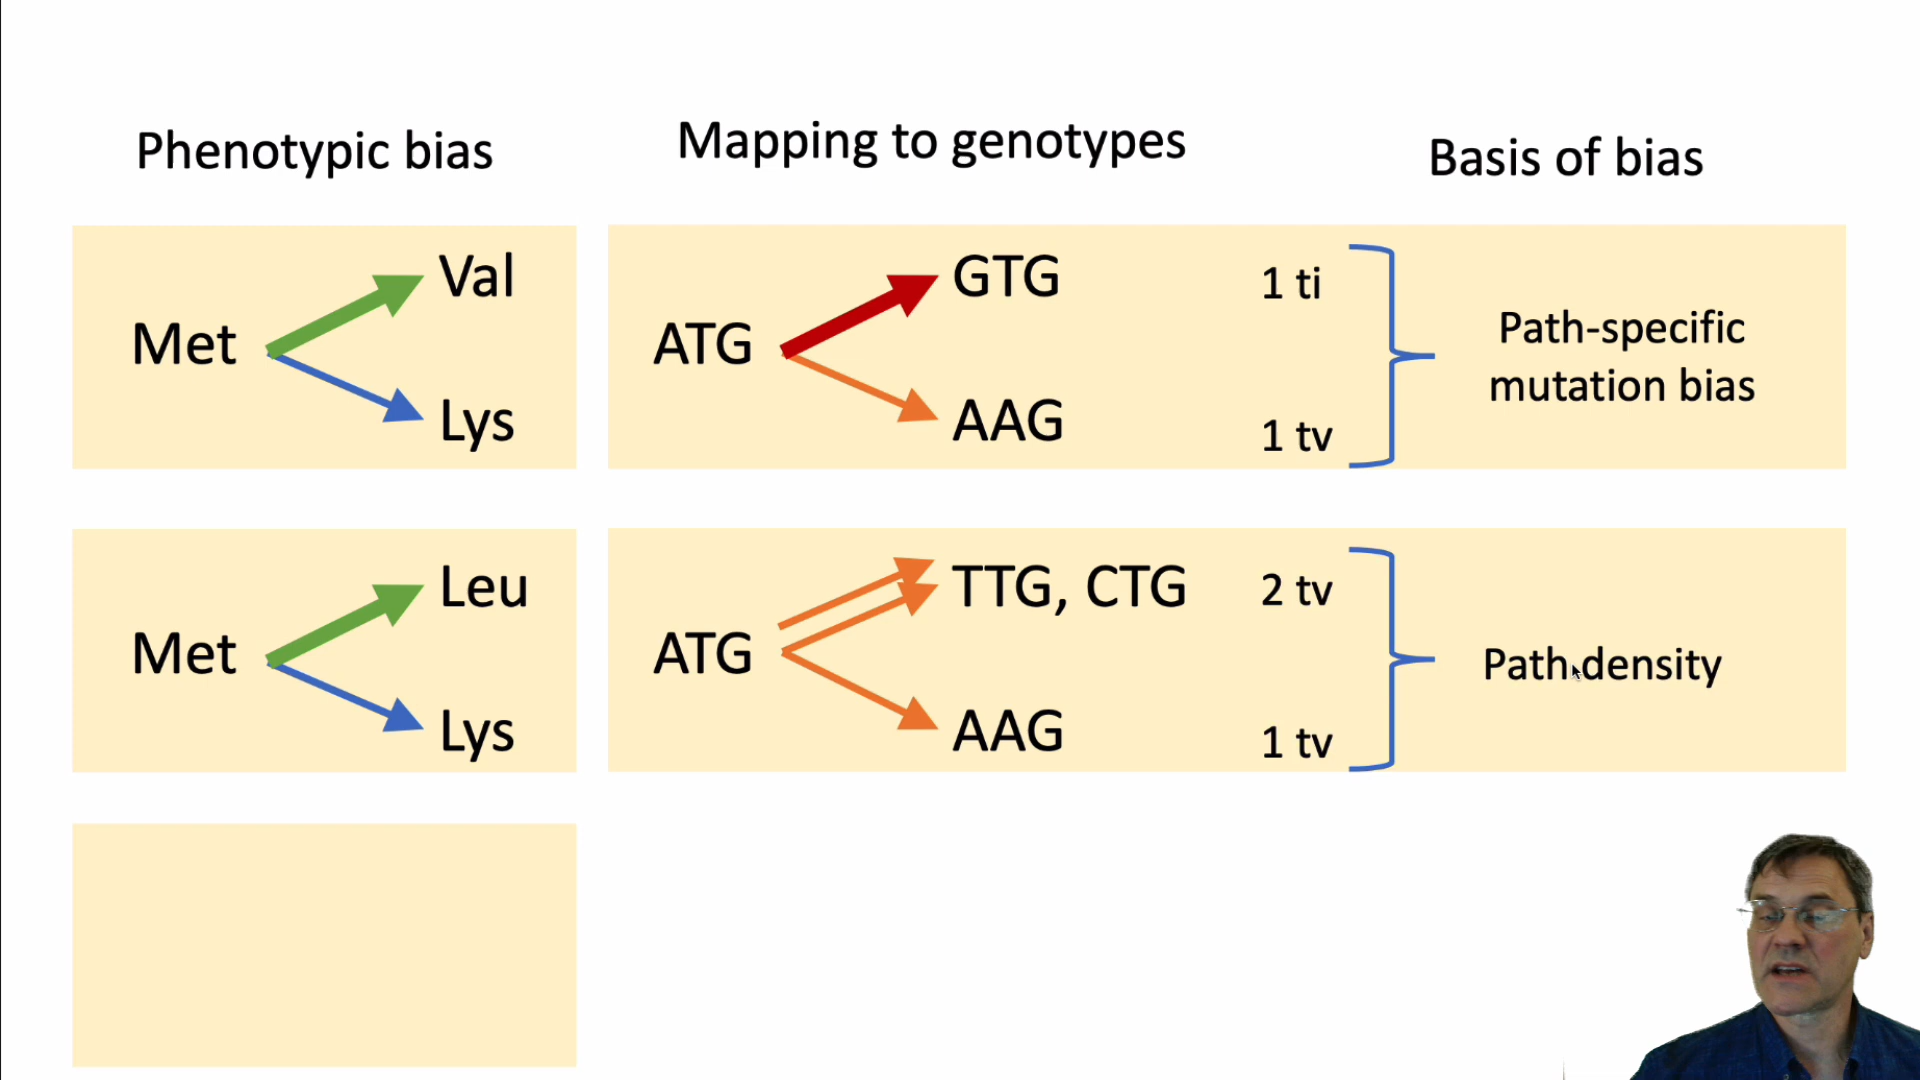 Phenotypic bias
Mapping to genotypes
Basis of bias
Val
Met
Lys
GTG
ATG
AAG
1 ti
1 tv
Path-specific
mutation bias
Leu
Met
Lys
TTG, CTG
ATG
AAG
2 tv
1 tv
Path density